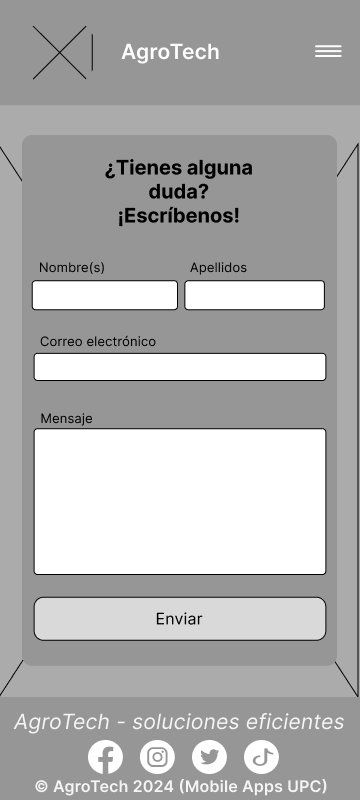 AgroTech
¿Tienes alguna
duda?
¡Escríbenos!
Nombre(s) Apellidos
Correo electrónico
Mensaje
Enviar
AgroTech - soluciones eficientes
© AgroTech 2024 (Mobile Apps UPC)